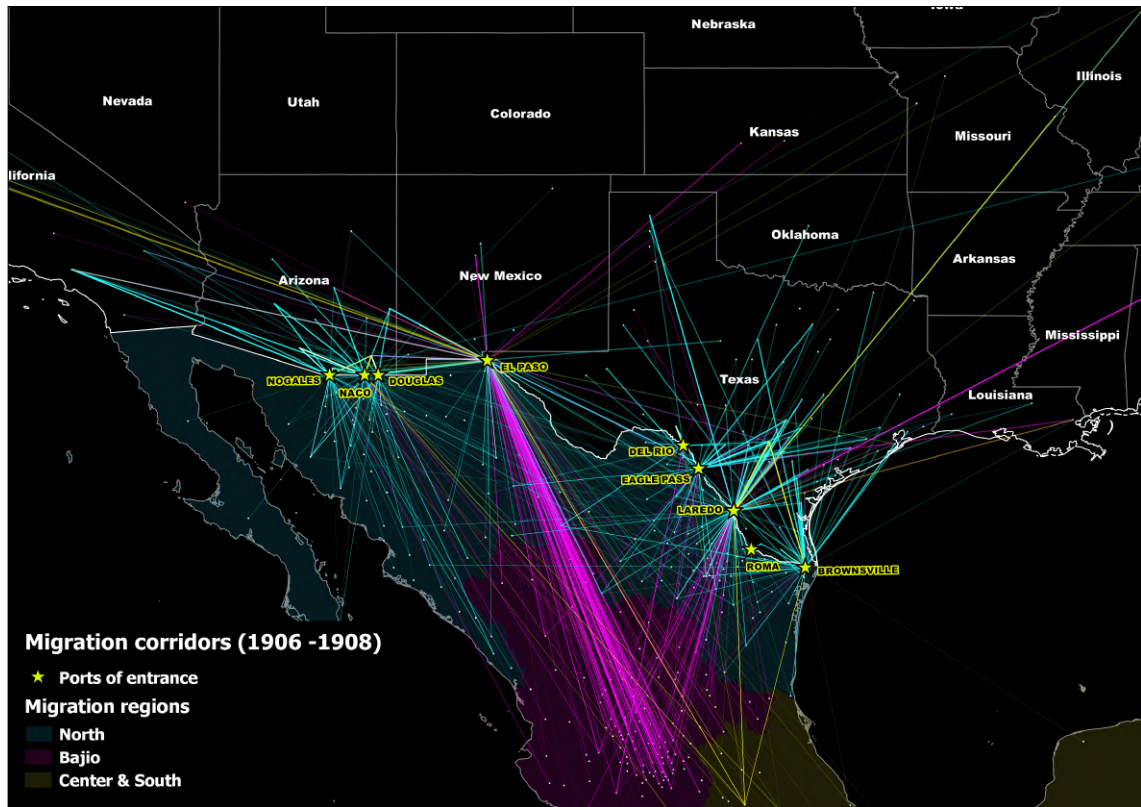 Iowa
Nebraska
Nevada
Utah
Colorado
Illinois
Kansas
Missouri
lifornia
Oklahoma
Arkansas
Arizona
New Mexico
Mississippi
EL PASO
NOGALES
DOUGLAS
NACO
Texas
Louisiana
DEL RIO
EAGLE PASS
LAREDO
ROMA
BROWNSVILLE
Migration corridors (1906 -1908)
Ports of entrance
Migration regions
North
Bajio
Center & South